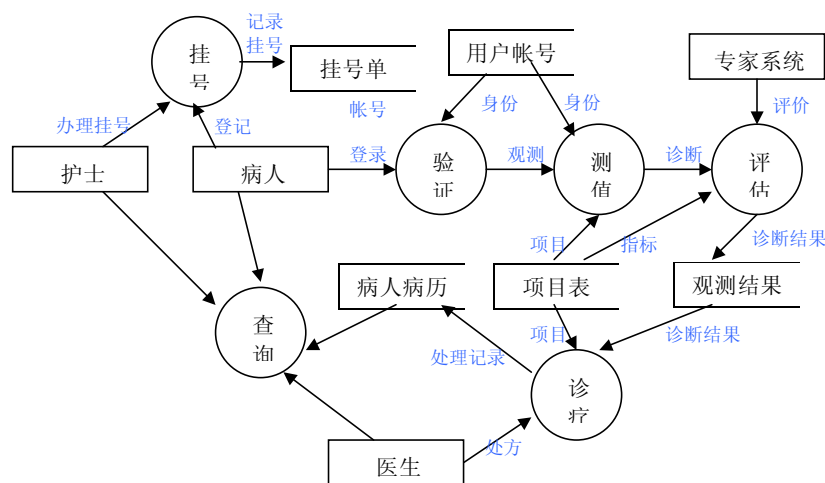 记录
挂号
挂
号
挂号单
用户帐号
专家系统
帐号
身份
身份
评价
办理挂号
登记
护士
病人
登录
验
证
观测
测
值
诊断
评
估
项目
指标
诊断结果
病人病历
项目表
观测结果
查
询
项目
诊断结果
处理记录
诊
疗
医生
处方